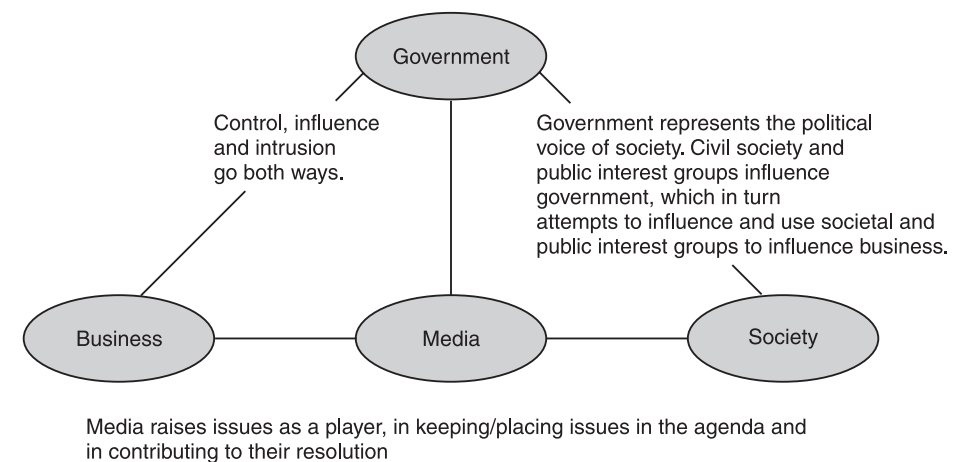 Government
Control, influence
and intrusion
go both ways.
Government represents the political
voice of society. Civil society and
public interest groups influence
government, which in turn
attempts to influence and use societal and
public interest groups to influence business.
Business
Media
Society
Media raises issues as a player, in keeping/placing issues in the agenda and
in contributing to their resolution